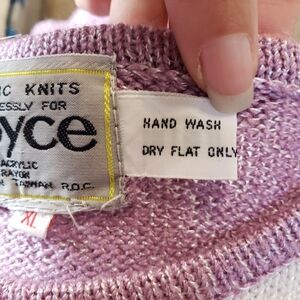 IC KNITS
ESSLY FOR
yce
ACRYLIC
RAYON
TAIWAN R.O.C.
XL
HAND WASH
DRY FLAT ONLY